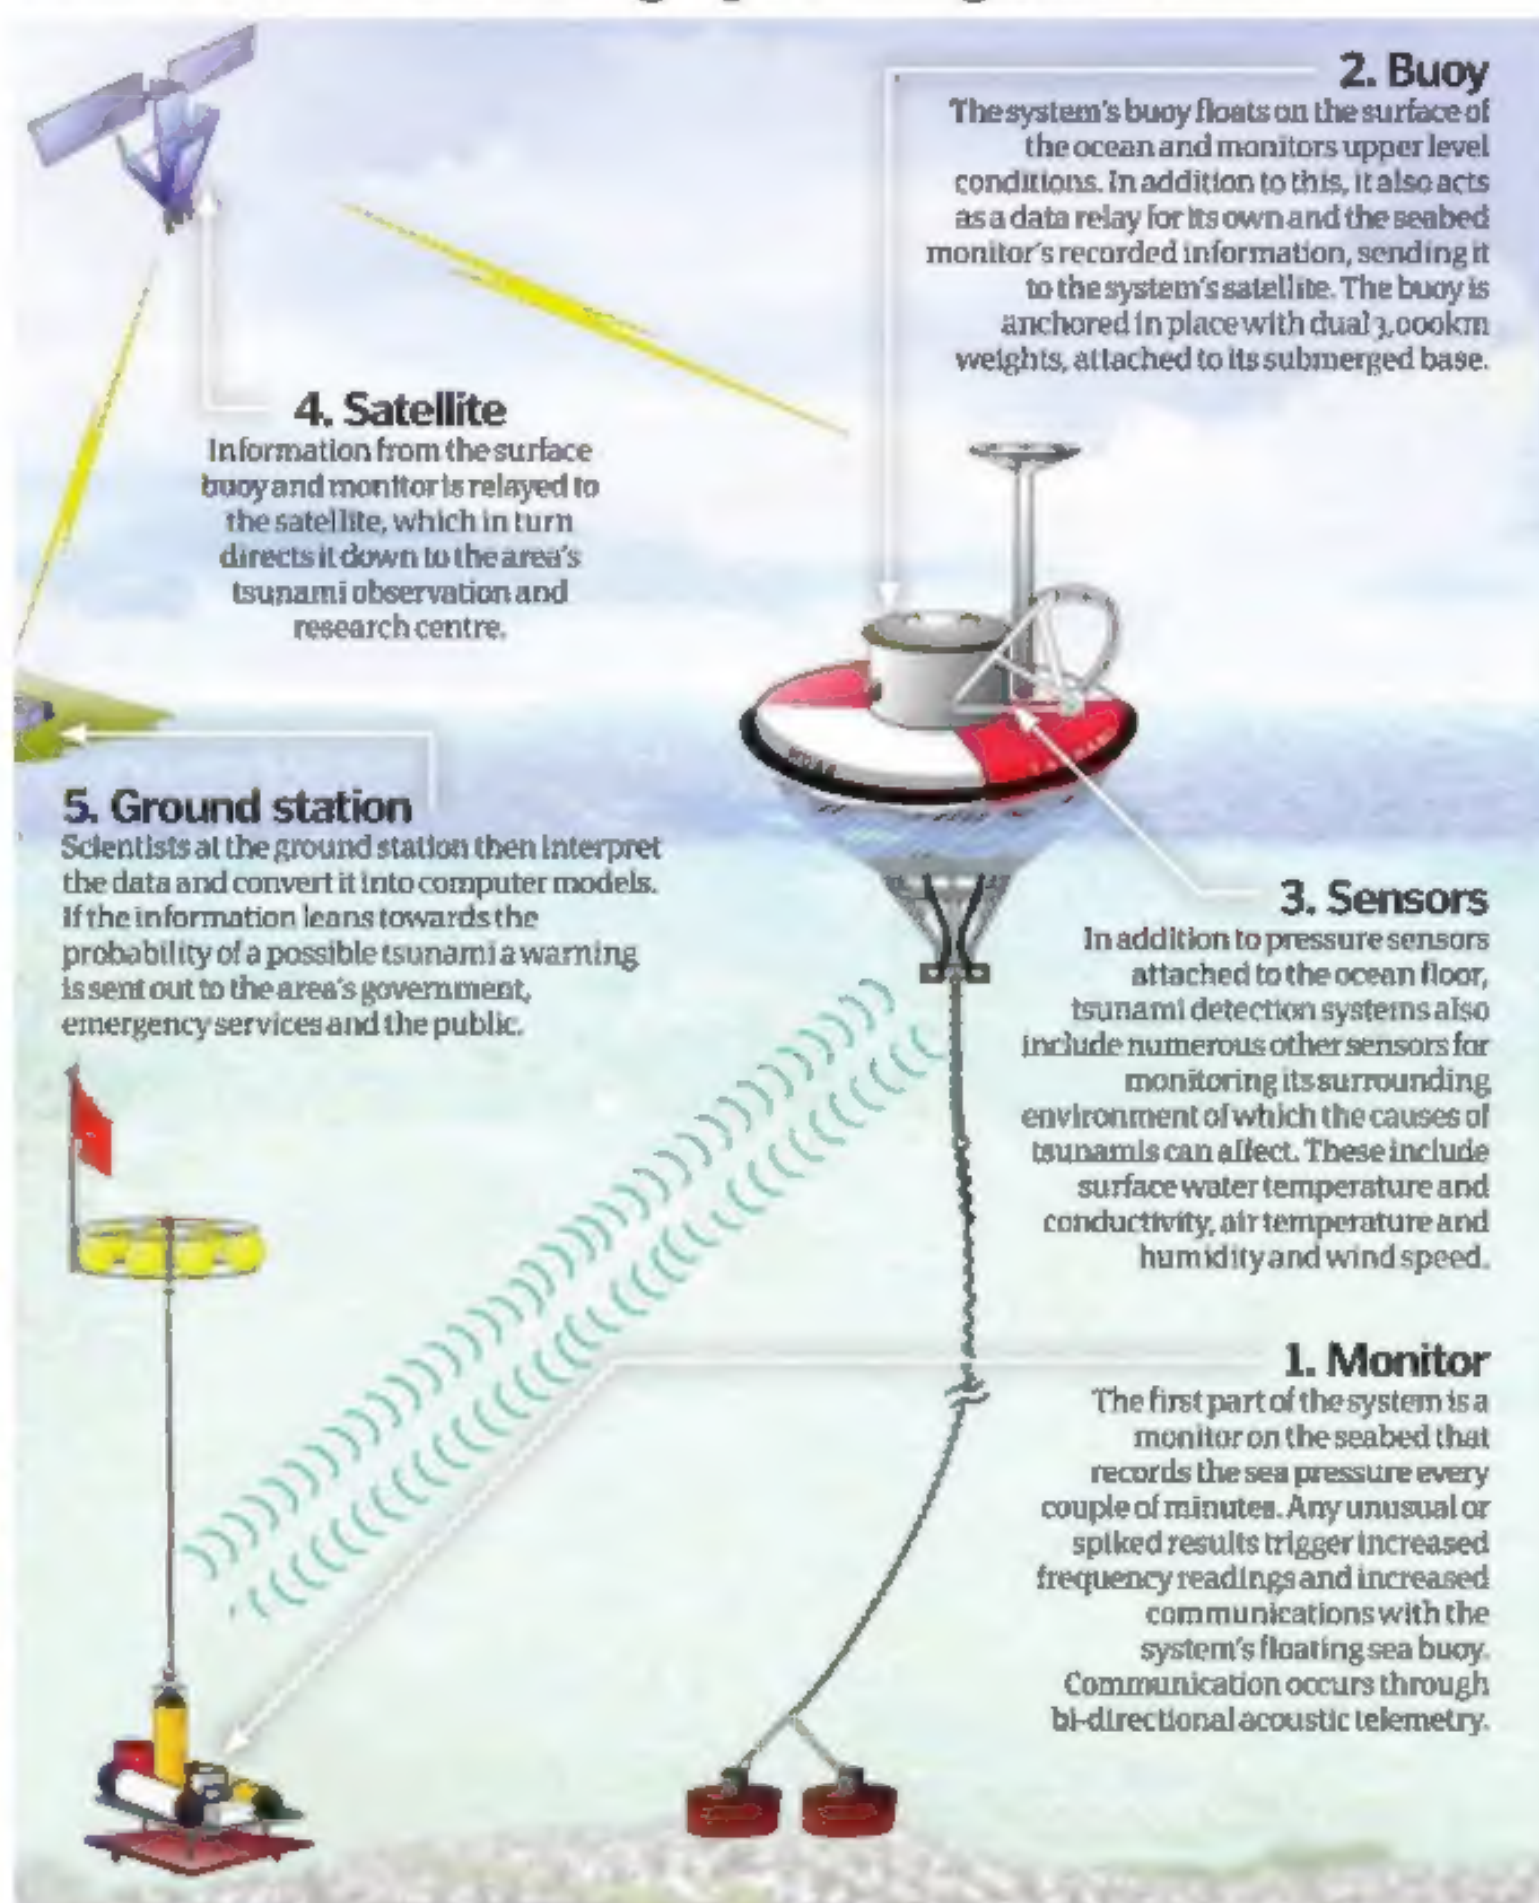 2. Buoy
The system's buoy floats on the surface of
the ocean and monitors upper level
conditions. In addition to this, it also acts
as a data relay for its own and the seabed
monitor's recorded information, sending it
to the system's satellite. The buoy is
anchored in place with dual 3,000km
weights, attached to its submerged base.
4. Satellite
Information from the surface
buoy and monitor is relayed to
the satellite, which in turn
directs it down to the area's
tsunami observation and
research centre.
5. Ground station
Scientists at the ground station then interpret
the data and convert it into computer models.
If the information leans towards the
probability of a possible tsunami a warning
is sent out to the area's government,
emergency services and the public.
NOAA
3. Sensors
In addition to pressure sensors
attached to the ocean floor,
tsunami detection systems also
include numerous other sensors for
monitoring its surrounding
environment of which the causes of
tsunamis can affect. These include
surface water temperature and
conductivity, air temperature and
humidity and wind speed.
1. Monitor
The first part of the system is a
monitor on the seabed that
records the sea pressure every
couple of minutes. Any unusual or
spiked results trigger increased
frequency readings and increased
communications with the
system's floating sea buoy.
Communication occurs through
bi-directional acoustic telemetry.